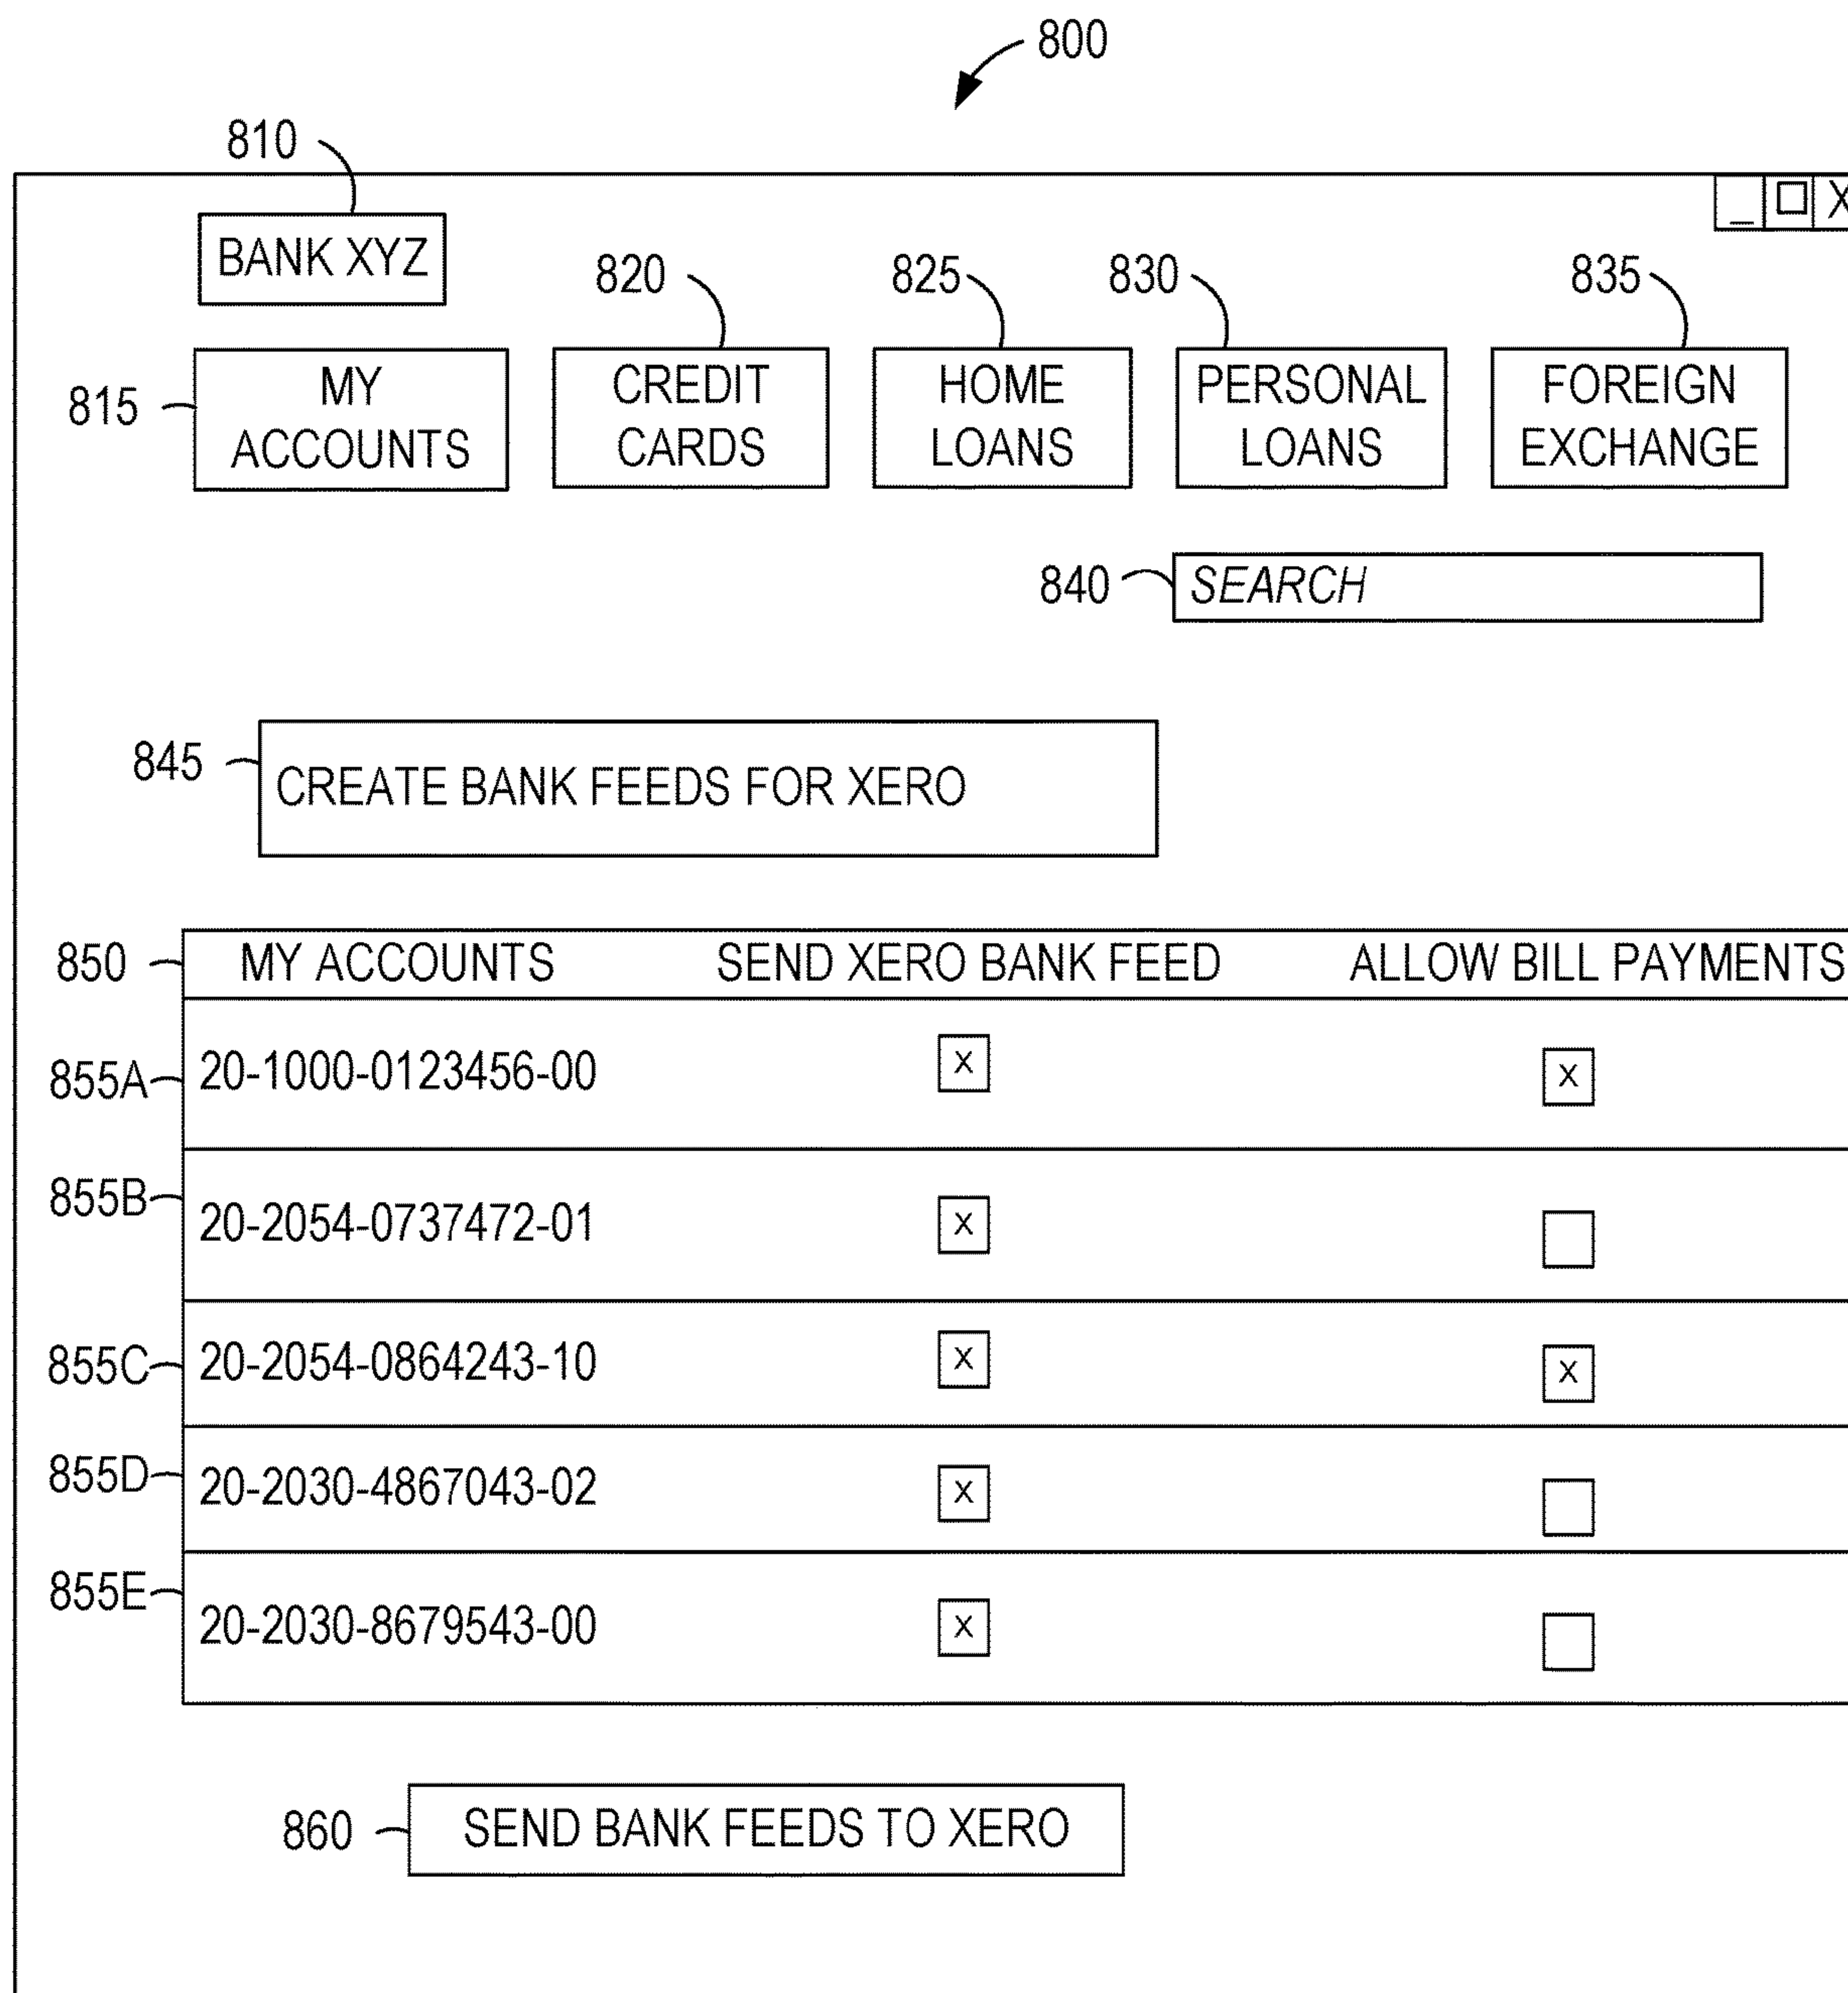 800
810
BANK XYZ
_ □ X
820
825
830
835
815
MY
ACCOUNTS
CREDIT
CARDS
HOME
LOANS
PERSONAL
LOANS
FOREIGN
EXCHANGE
840
SEARCH
845
CREATE BANK FEEDS FOR XERO
850
MY ACCOUNTS SEND XERO BANK FEED ALLOW BILL PAYMENTS
855A 20-1000-0123456-00 X X
855B 20-2054-0737472-01 X
855C 20-2054-0864243-10 X X
855D 20-2030-4867043-02 X
855E 20-2030-8679543-00 X
860 SEND BANK FEEDS TO XERO